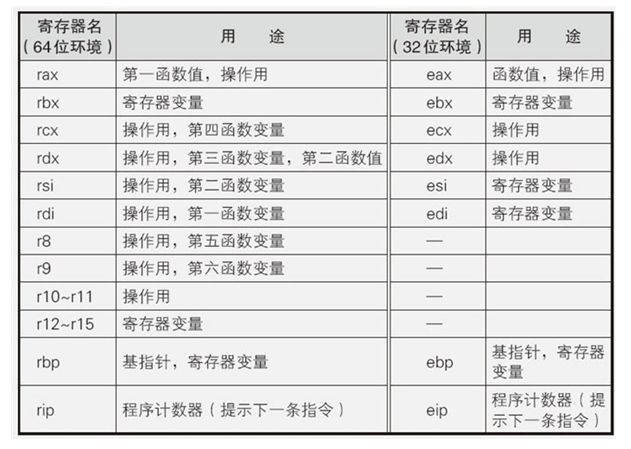 寄存器名
（64位环境）
用 途
寄存器名
（32位环境）
用 途
rax 第一函数值，操作用 eax 函数值，操作用
rbx 寄存器变量 ebx 寄存器变量
rcx 操作用，第四函数变量 ecx 操作用
rdx 操作用，第三函数变量，第二函数值 edx 操作用
rsi 操作用，第二函数变量 esi 寄存器变量
rdi 操作用，第一函数变量 edi 寄存器变量
r8 操作用，第五函数变量 —
r9 操作用，第六函数变量 —
r10~r11 操作用 —
r12~r15 寄存器变量 —
rbp 基指针，寄存器变量 ebp 基指针，寄存器
变量
rip 程序计数器（提示下一条指令） eip 程序计数器（提
示下一条指令）